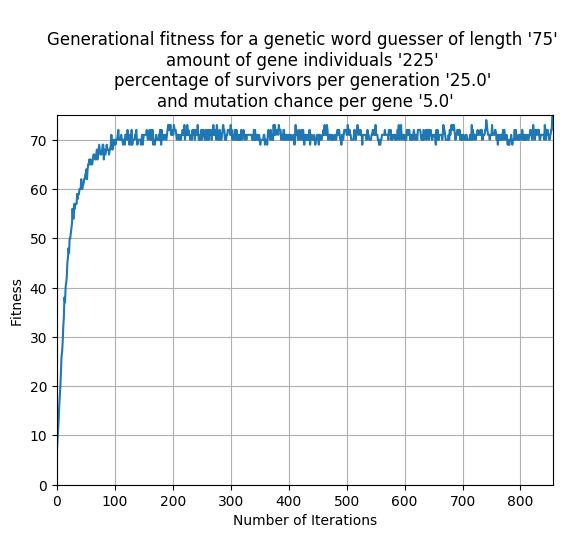 Generational fitness for a genetic word guesser of length '75'
amount of gene individuals '225'
percentage of survivors per generation '25.0'
and mutation chance per gene '5.0'
70
60
50
40
30
20
10
0
Fitness
0 100 200 300 400 500 600 700 800
Number of Iterations